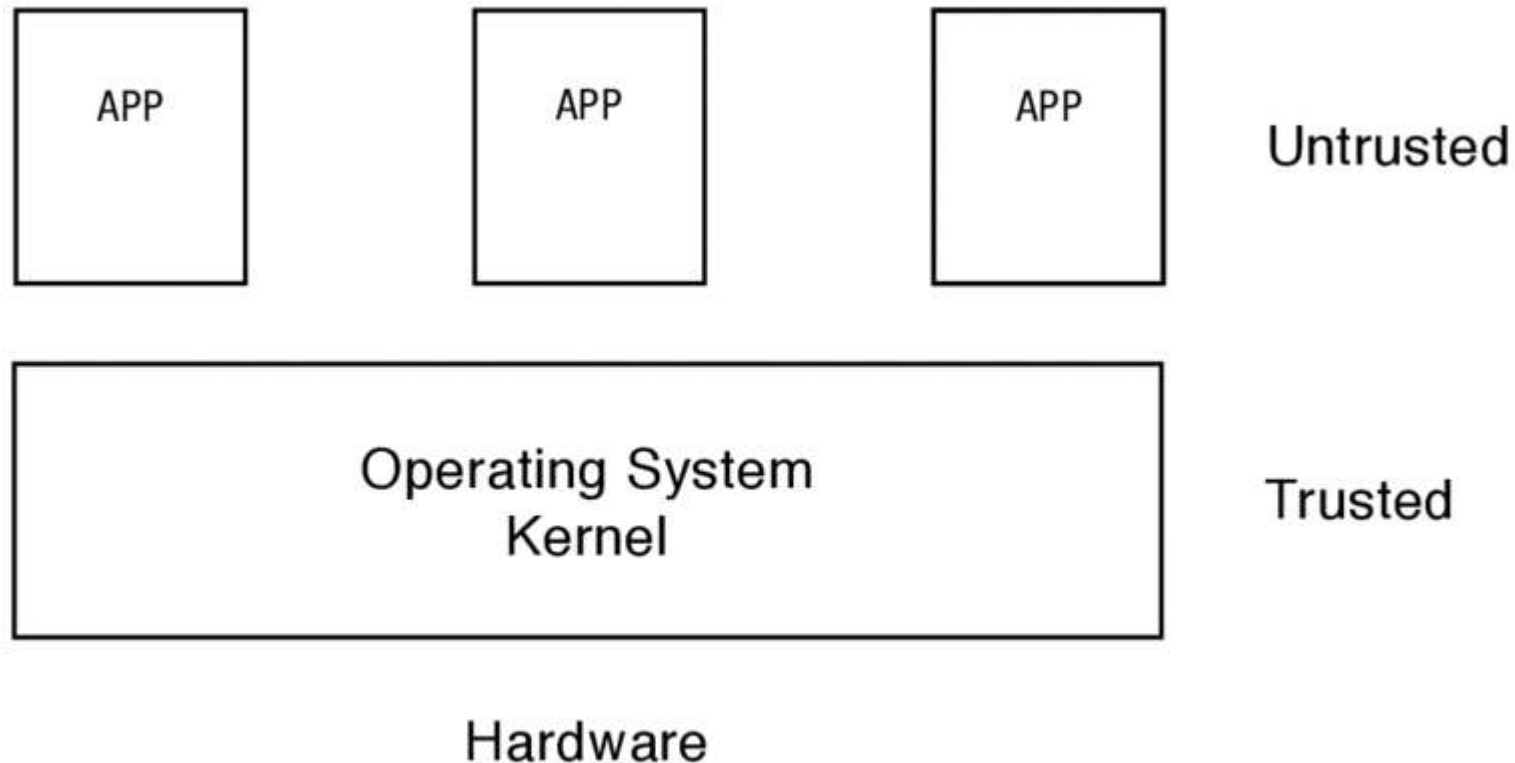 APP
APP
APP
Untrusted
Operating System
Kernel
Trusted
Hardware